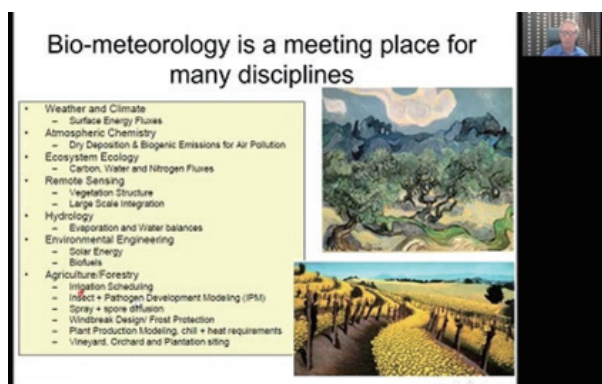 Bio-meteorology is a meeting place for
many disciplines
• Weather and Climate
– Surface Energy Fluxes
• Atmospheric Chemistry
– Dry Deposition & Biogenic Emissions for Air Pollution
• Ecosystem Ecology
– Carbon, Water and Nitrogen Fluxes
• Remote Sensing
– Vegetation Structure
– Large Scale Integration
• Hydrology
– Evaporation and Water balances
• Environmental Engineering
– Solar Energy
– Biofuels
• Agriculture/Forestry
– Irrigation Scheduling
– Insect + Pathogen Development Modeling (IPM)
– Spray + spore diffusion
– Windbreak Design/ Frost Protection
– Plant Production Modeling, chill + heat requirements
– Vineyard, Orchard and Plantation siting